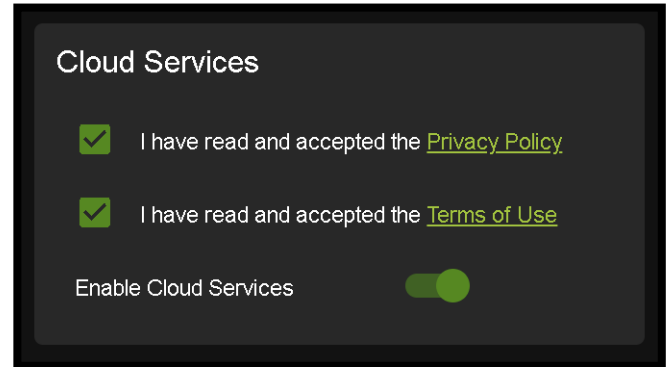 Cloud Services
I have read and accepted the Privacy Policy
I have read and accepted the Terms of Use
Enable Cloud Services